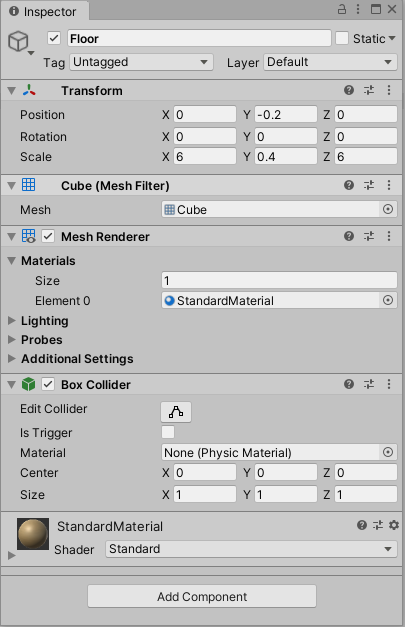 Inspector
Floor Static
Tag Untagged Layer Default
Transform
Position X 0 Y -0.2 Z 0
Rotation X 0 Y 0 Z 0
Scale X 6 Y 0.4 Z 6
Cube (Mesh Filter)
Mesh Cube
Mesh Renderer
Materials
Size 1
Element 0 StandardMaterial
Lighting
Probes
Additional Settings
Box Collider
Edit Collider
Is Trigger
Material None (Physic Material)
Center X 0 Y 0 Z 0
Size X 1 Y 1 Z 1
StandardMaterial
Shader Standard
Add Component